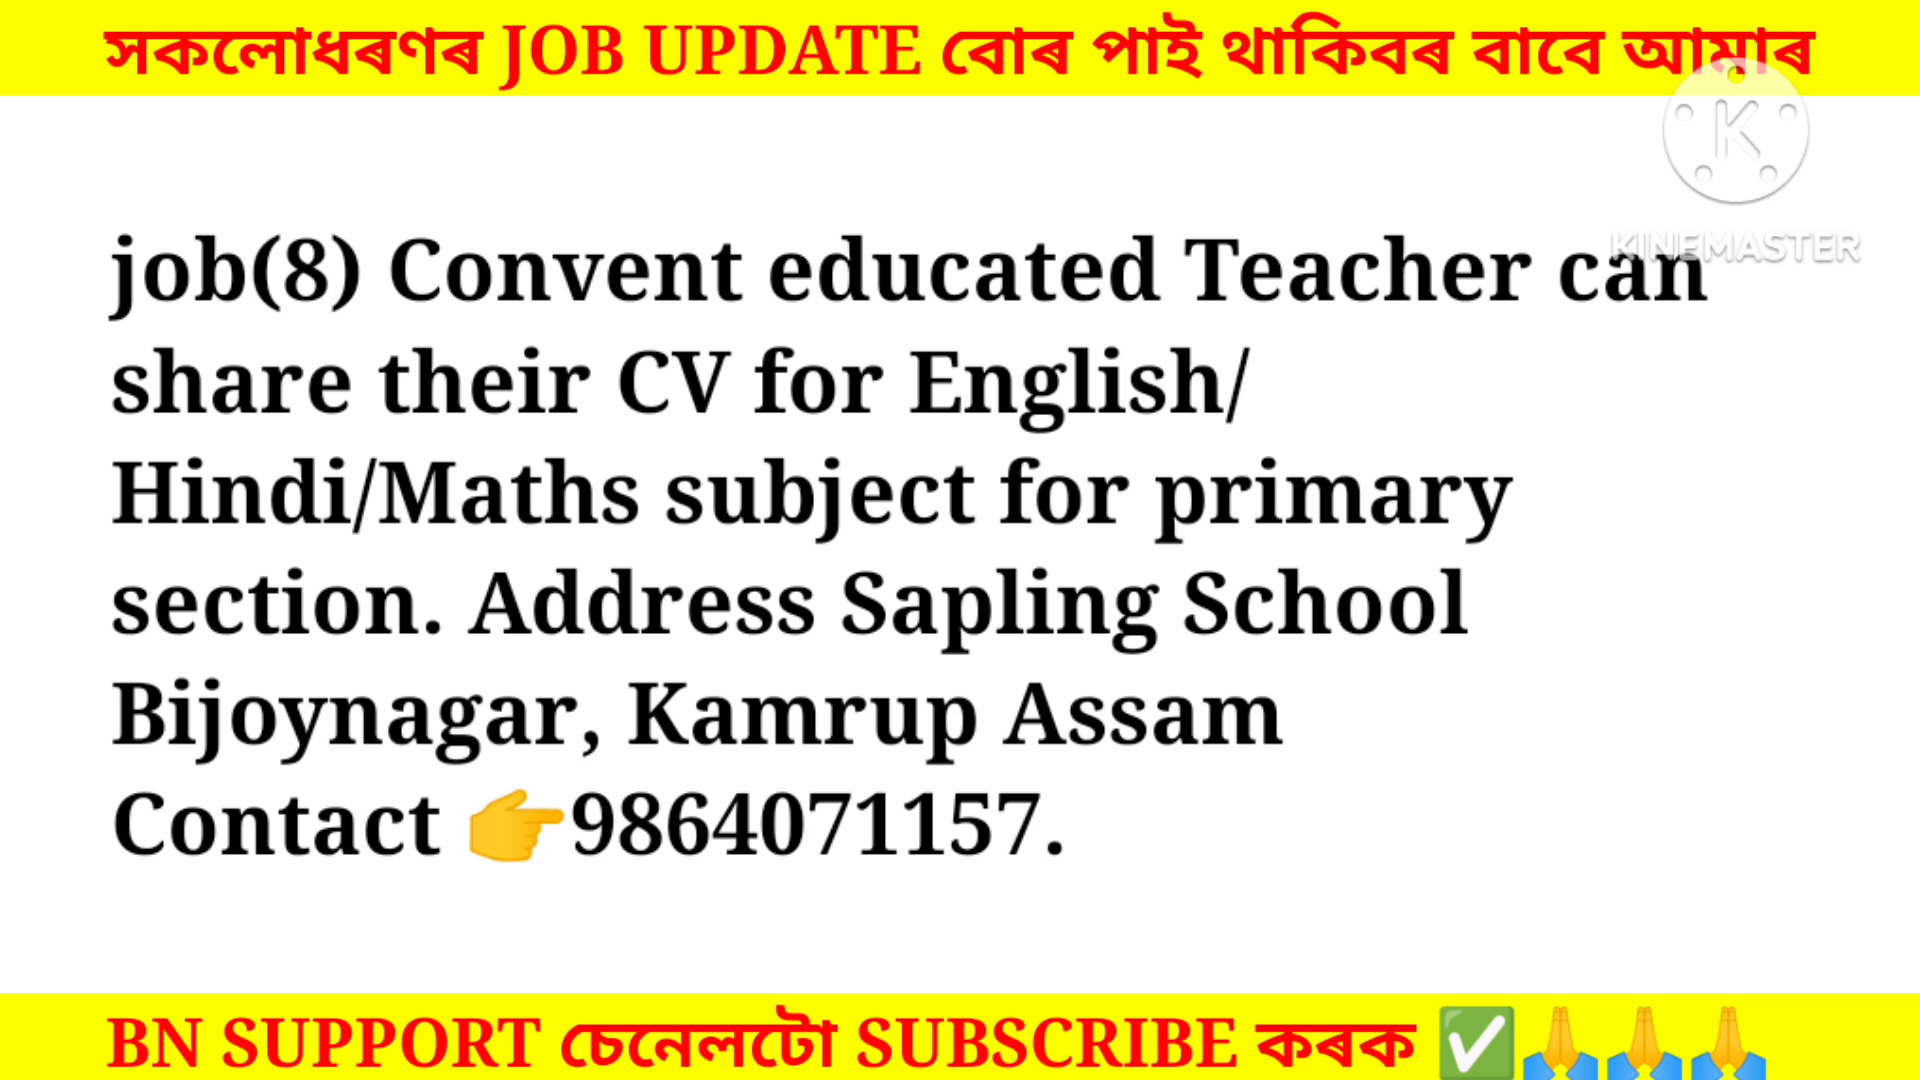 সকলোধৰণৰ JOB UPDATE বোৰ পাই থাকিবৰ বাবে আমাৰ
K
KINEMASTER
job(8) Convent educated Teacher can
share their CV for English/
Hindi/Maths subject for primary
section. Address Sapling School
Bijoynagar, Kamrup Assam
Contact 👉9864071157.
BN SUPPORT চেনেলটো SUBSCRIBE কৰক ✅🙏🙏🙏